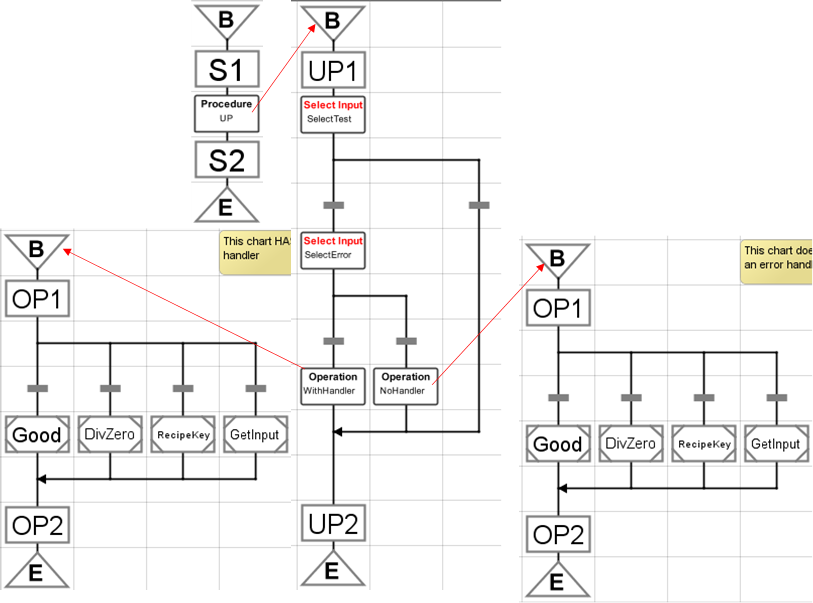 B
S1
Procedure
UP
S2
E
B
UP1
Select Input
SelectTest
Select Input
SelectError
Operation
WithHandler
Operation
NoHandler
UP2
E
This chart HA
handler
B
OP1
Good
DivZero
RecipeKey
GetInput
OP2
E
This chart doe
an error handl
B
OP1
Good
DivZero
RecipeKey
GetInput
OP2
E